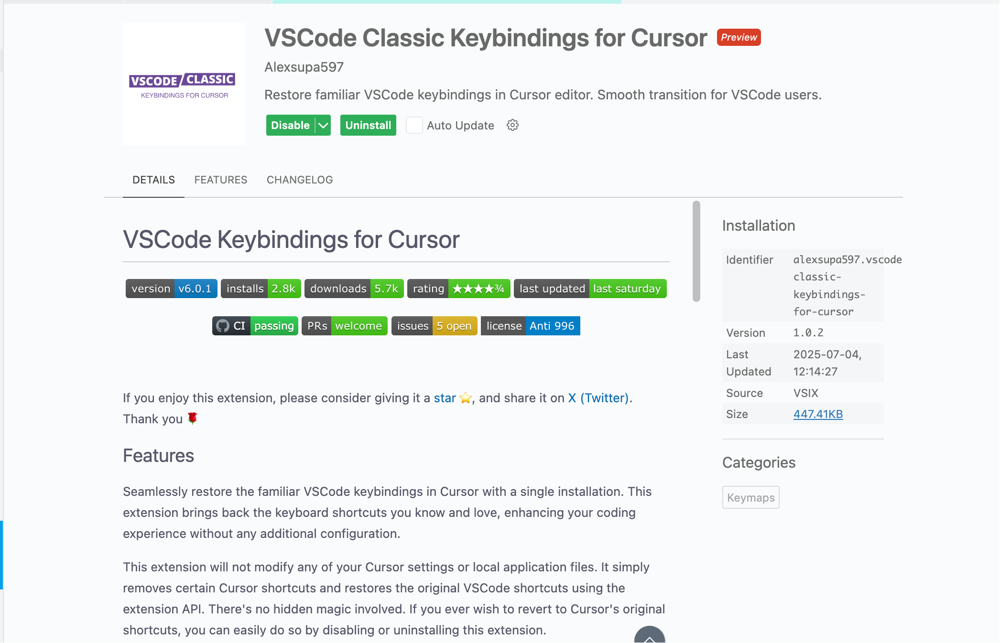 VSCode Classic Keybindings for Cursor Preview
VSCODE/CLASSIC
KEYBINDINGS FOR CURSOR
Alexsupa597
Restore familiar VSCode keybindings in Cursor editor. Smooth transition for VSCode users.
Disable Uninstall Auto Update
DETAILS FEATURES CHANGELOG
VSCode Keybindings for Cursor
version v6.0.1 installs 2.8k downloads 5.7k rating ★★★★¾ last updated last saturday
CI passing PRs welcome issues 5 open license Anti 996
If you enjoy this extension, please consider giving it a star ⭐, and share it on X (Twitter).
Thank you 🌹
Features
Seamlessly restore the familiar VSCode keybindings in Cursor with a single installation. This
extension brings back the keyboard shortcuts you know and love, enhancing your coding
experience without any additional configuration.
This extension will not modify any of your Cursor settings or local application files. It simply
removes certain Cursor shortcuts and restores the original VSCode shortcuts using the
extension API. There's no hidden magic involved. If you ever wish to revert to Cursor's original
shortcuts, you can easily do so by disabling or uninstalling this extension.
Installation
Identifier alexsupa597.vscode
classic-
keybindings-
for-cursor
Version 1.0.2
Last 2025-07-04,
Updated 12:14:27
Source VSIX
Size 447.41KB
Categories
Keymaps